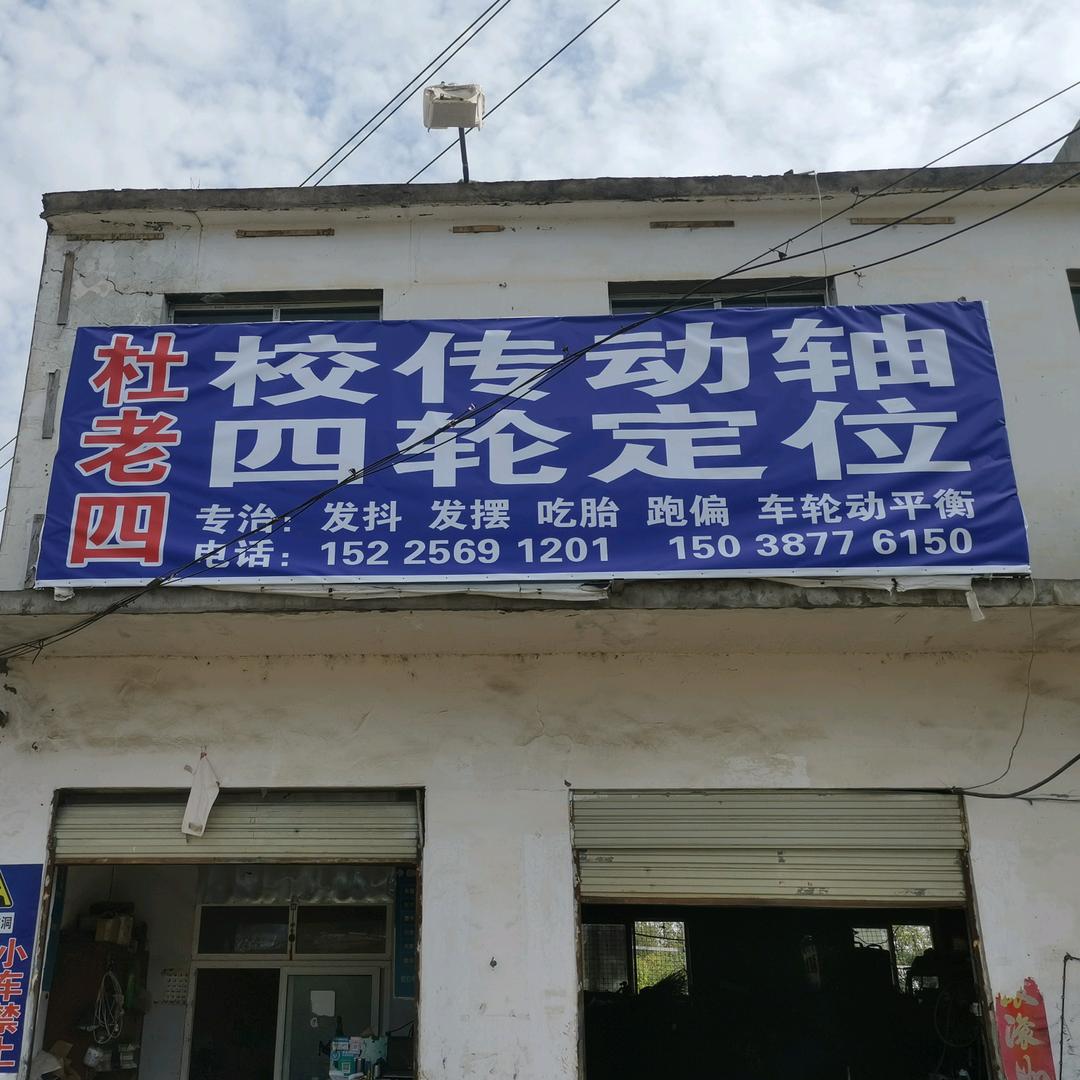 杜老四
校传动轴
四轮定位
专治：发抖 发摆 吃胎 跑偏 车轮动平衡
电话：152 2569 1201 150 3877 6150
洞
小车禁止
滚